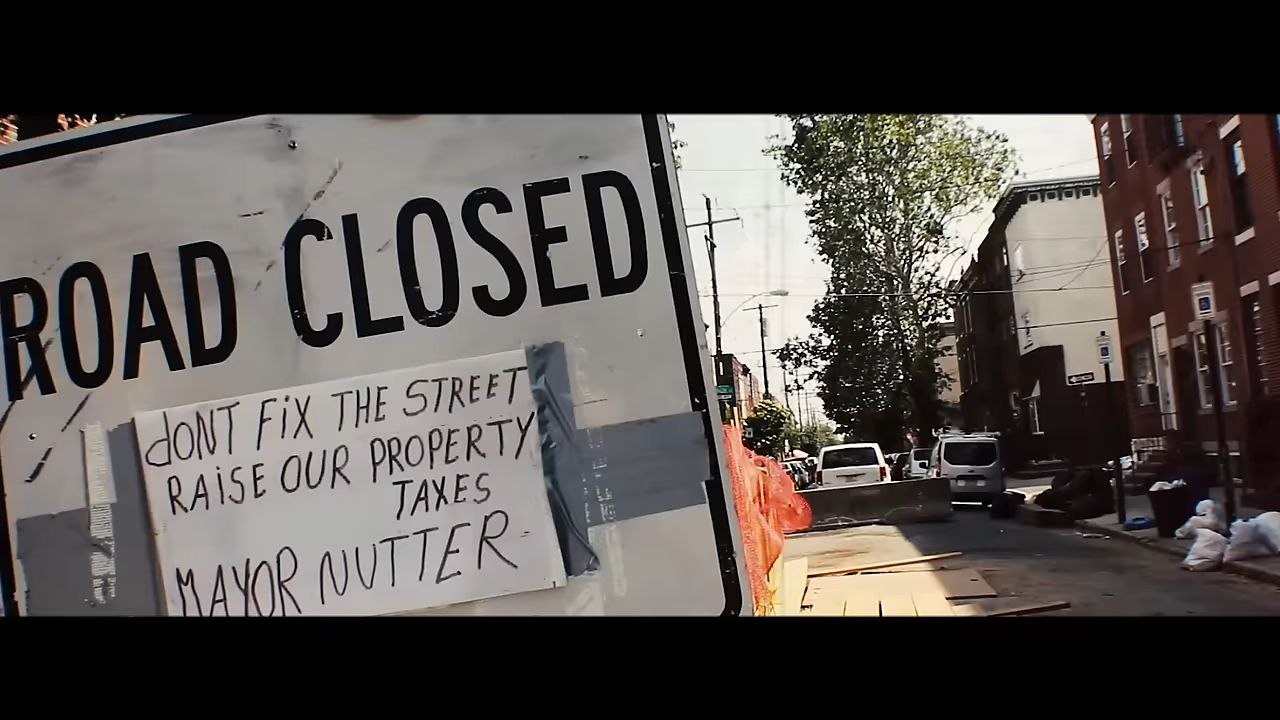 ROAD CLOSED
dONT FiX THE STREET
RAiSE OUR PROPERTY
TAXES
MAYOR NUTTER